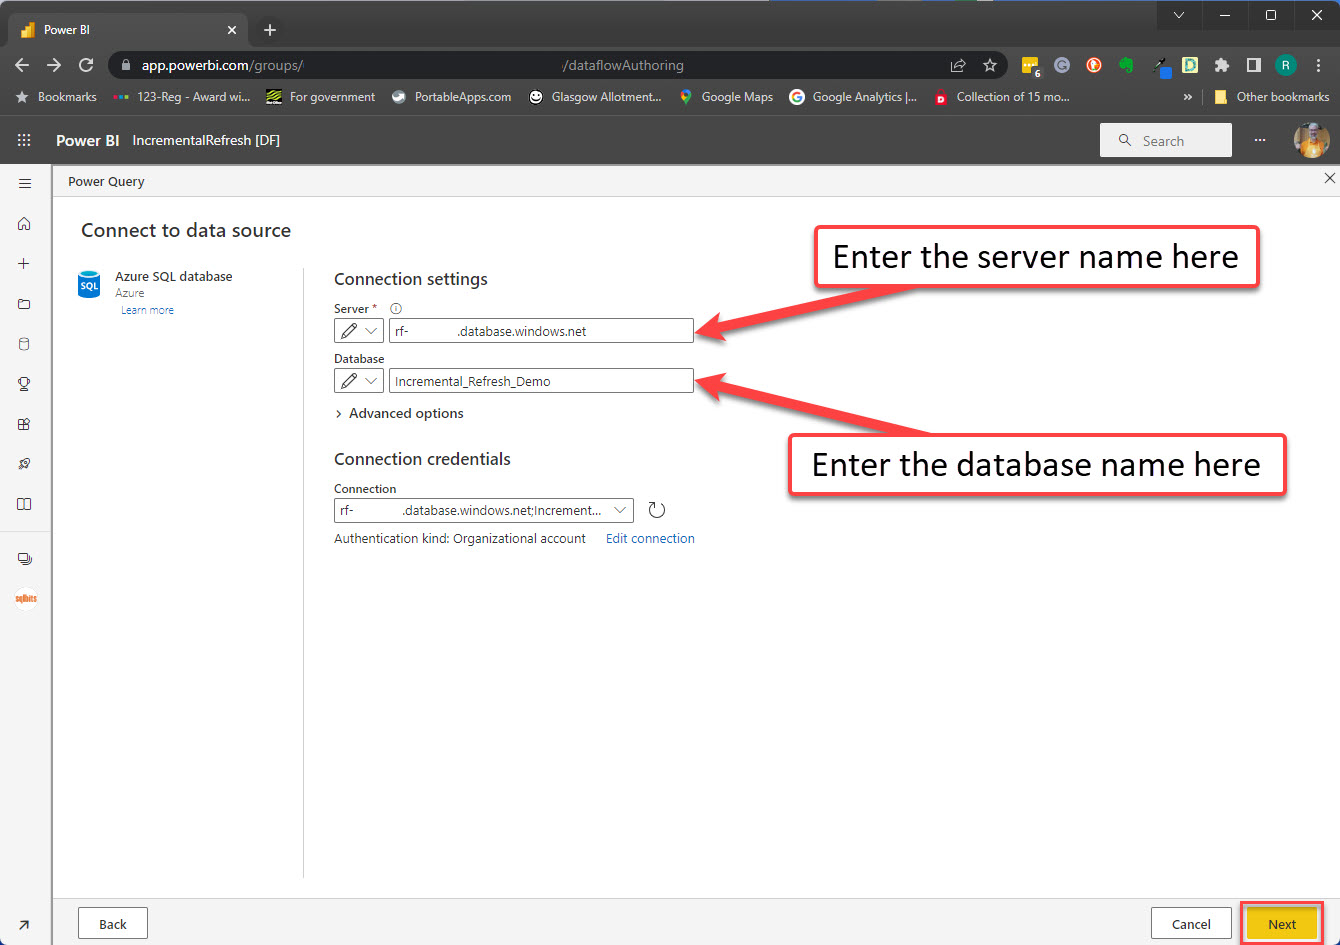 Power BI
app.powerbi.com/groups/ /dataflowAuthoring
6
R
Bookmarks 123-Reg - Award wi... For government PortableApps.com Glasgow Allotment... Google Maps Google Analytics |... Collection of 15 mo... » Other bookmarks
Power BI IncrementalRefresh [DF] Search ...
Power Query
Connect to data source
Enter the server name here
SQL
Azure SQL database
Azure
Learn more
Connection settings
Server *
rf- .database.windows.net
Database
Incremental_Refresh_Demo
Advanced options
Enter the database name here
Connection credentials
Connection
rf- .database.windows.net;Increment...
Authentication kind: Organizational account Edit connection
sqlbits
Back Cancel Next